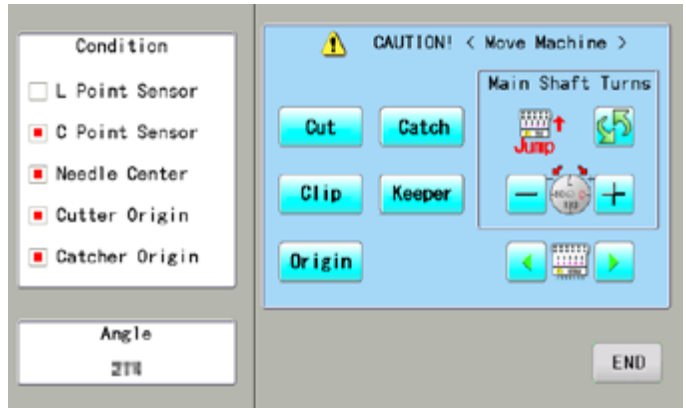 Condition
L Point Sensor
C Point Sensor
Needle Center
Cutter Origin
Catcher Origin
Angle
CAUTION! < Move Machine >
Main Shaft Turns
Cut
Catch
Jump
Clip
Keeper
Origin
END